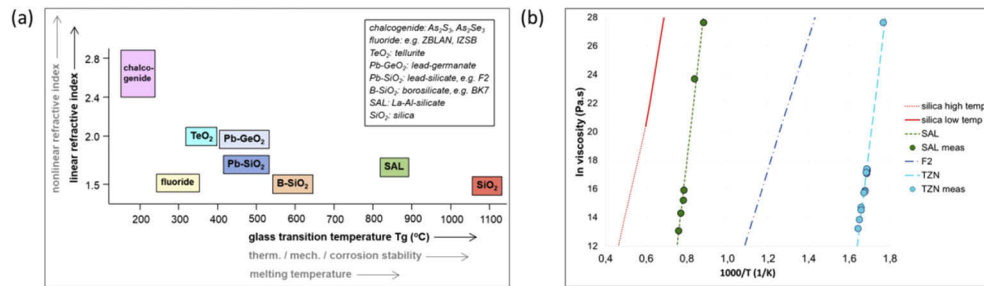 (a)
nonlinear refractive index
linear refractive index
2.8
2.4
2.0
1.5
chalco-
genide
TeO₂
Pb-GeO₂
Pb-SiO₂
fluoride
B-SiO₂
SAL
SiO₂
chalcogenide: As₂S₃, As₂Se₃
fluoride: e.g. ZBLAN, IZSB
TeO₂: tellurite
Pb-GeO₂: lead-germanate
Pb-SiO₂: lead-silicate, e.g. F2
B-SiO₂: borosilicate, e.g. BK7
SAL: La-Al-silicate
SiO₂: silica
200 300 400 500 600 700 800 900 1000 1100
glass transition temperature Tg (°C)
therm. / mech. / corrosion stability
melting temperature
(b)
ln viscosity (Pa.s)
28
26
24
22
20
18
16
14
12
0,4 0,6 0,8 1 1,2 1,4 1,6 1,8
1000/T (1/K)
silica high temp
silica low temp
SAL
SAL meas
F2
TZN
TZN meas